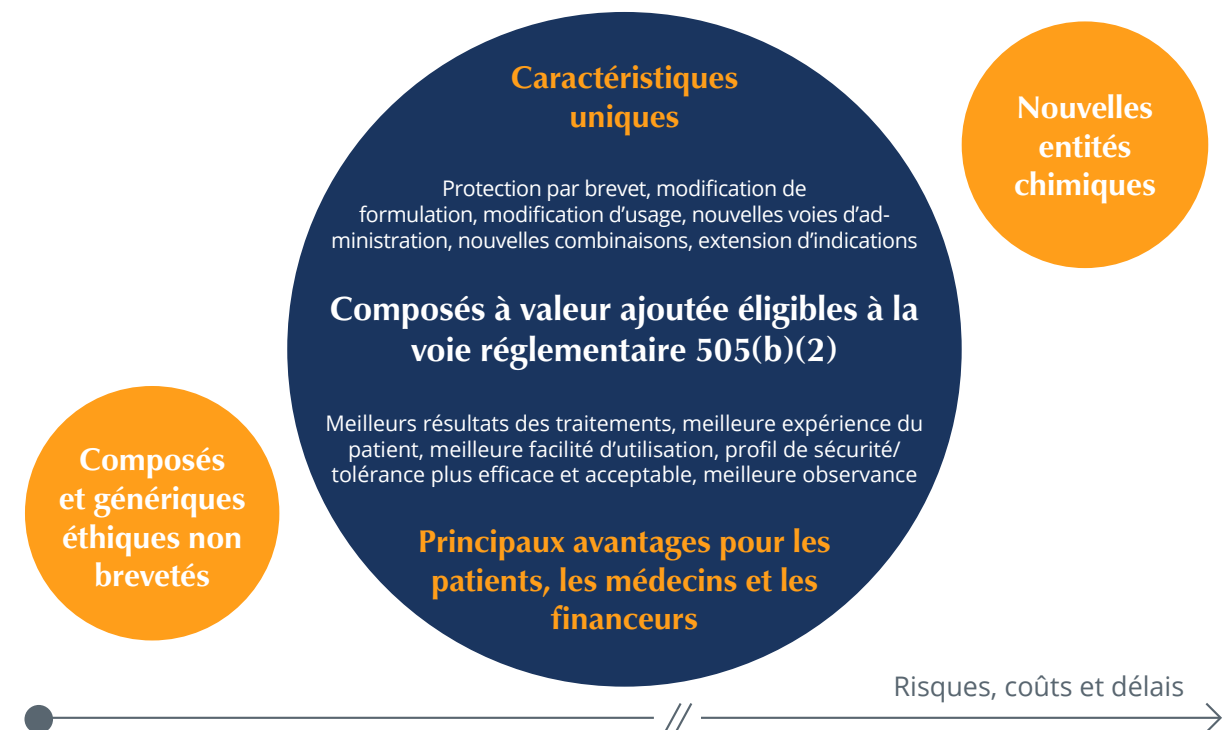 Caractéristiques
uniques
Protection par brevet, modification de
formulation, modification d’usage, nouvelles voies d’ad-
ministration, nouvelles combinaisons, extension d’indications
Composés à valeur ajoutée éligibles à la
voie réglementaire 505(b)(2)
Meilleurs résultats des traitements, meilleure expérience du
patient, meilleure facilité d’utilisation, profil de sécurité/
tolérance plus efficace et acceptable, meilleure observance
Principaux avantages pour les
patients, les médecins et les
financeurs
Nouvelles
entités
chimiques
Composés
et génériques
éthiques non
brevetés
Risques, coûts et délais